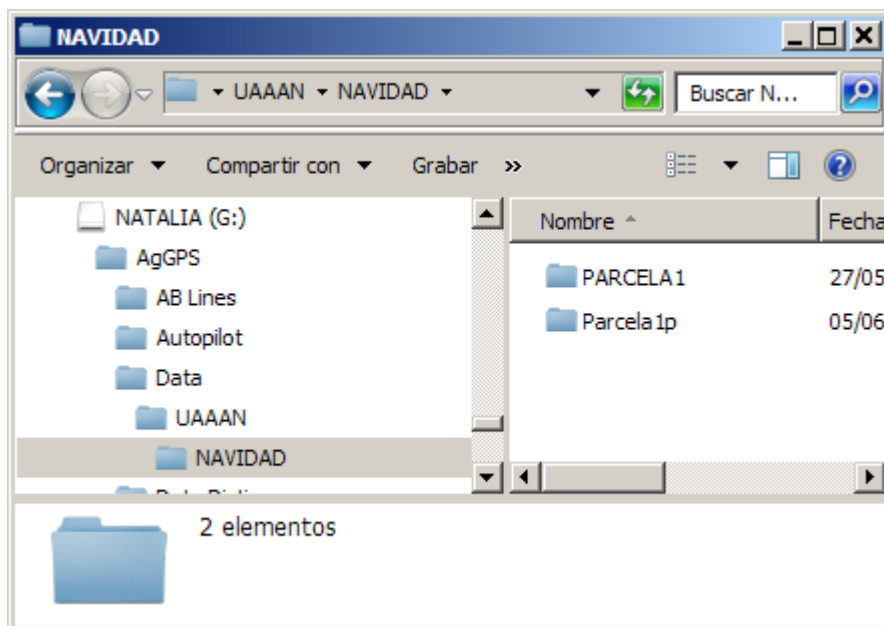 NAVIDAD
UAAAN NAVIDAD Buscar N...
Organizar Compartir con Grabar »
NATALIA (G:)
AgGPS
AB Lines
Autopilot
Data
UAAAN
NAVIDAD
Nombre Fecha
PARCELA1 27/05
Parcela1p 05/06
2 elementos